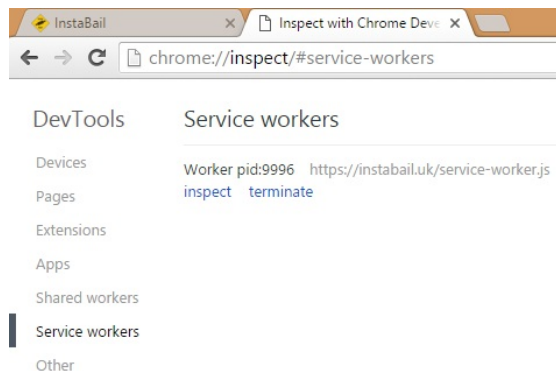 InstaBail
Inspect with Chrome Deve
chrome://inspect/#service-workers
DevTools
Devices
Pages
Extensions
Apps
Shared workers
Service workers
Other
Service workers
Worker pid:9996 https://instabail.uk/service-worker.js
inspect terminate